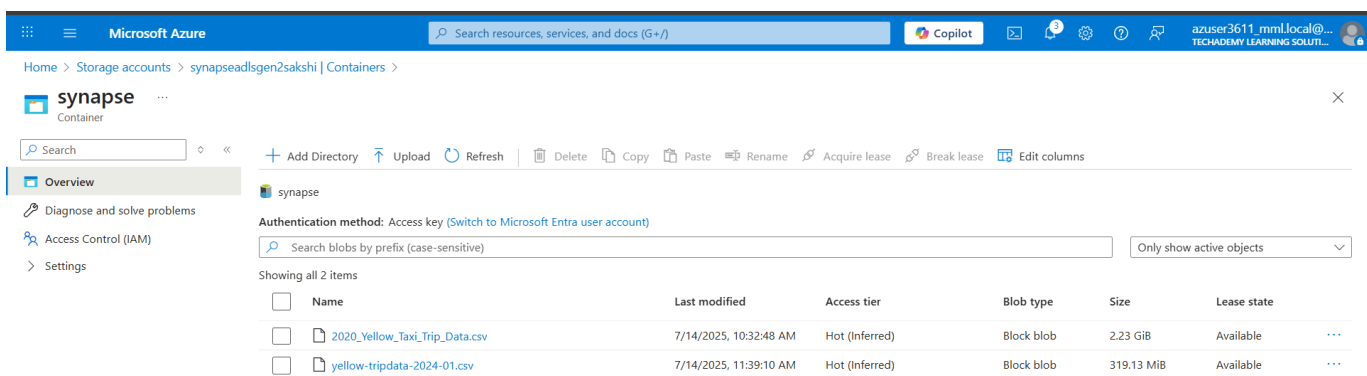 Microsoft Azure
Search resources, services, and docs (G+/)
Copilot
3
azuser3611_mml.local@...
TECHADEMY LEARNING SOLUTI...
Home > Storage accounts > synapseadlsgen2sakshi | Containers >
synapse ...
Container
Search
Overview
Diagnose and solve problems
Access Control (IAM)
Settings
Add Directory Upload Refresh Delete Copy Paste Rename Acquire lease Break lease Edit columns
synapse
Authentication method: Access key (Switch to Microsoft Entra user account)
Search blobs by prefix (case-sensitive)
Only show active objects
Showing all 2 items
Name Last modified Access tier Blob type Size Lease state
2020_Yellow_Taxi_Trip_Data.csv 7/14/2025, 10:32:48 AM Hot (Inferred) Block blob 2.23 GiB Available ...
yellow-tripdata-2024-01.csv 7/14/2025, 11:39:10 AM Hot (Inferred) Block blob 319.13 MiB Available ...